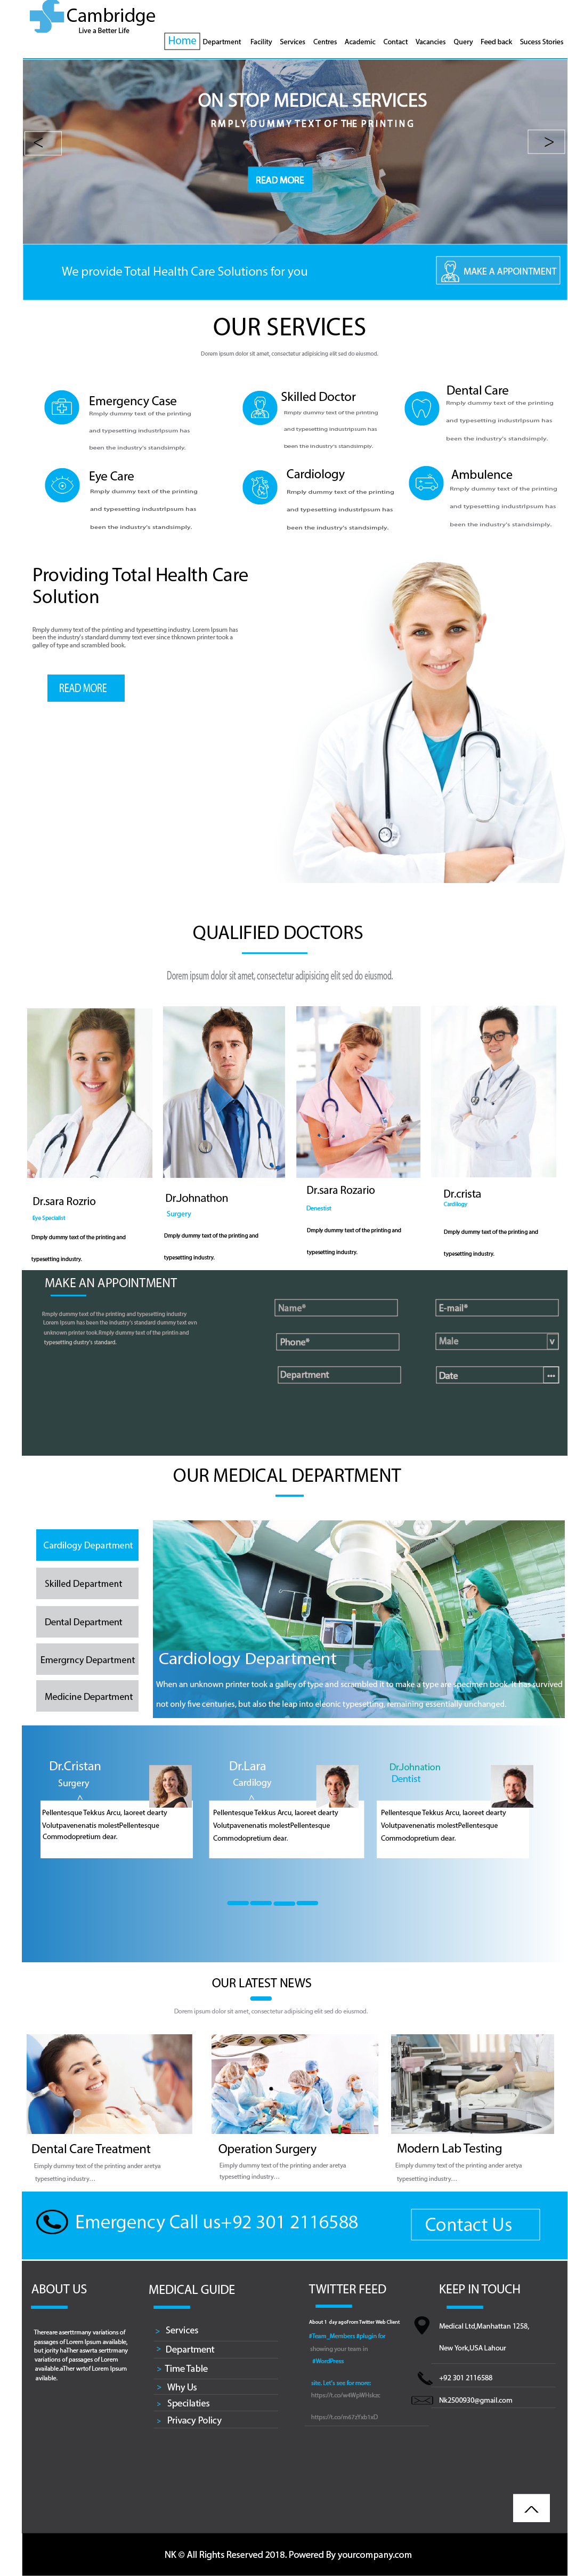 Cambridge
Live a Better Life
Home Department Facility Services Centres Academic Contact Vacancies Query Feed back Sucess Stories
ON STOP MEDICAL SERVICES
RMPLY DUMMY TEXT OF THE PRINTING
<
>
READ MORE
We provide Total Health Care Solutions for you
MAKE A APPOINTMENT
OUR SERVICES
Dorem ipsum dolor sit amet, consectatur adipisicing elit sed do eiusmod.
Emergency Case
Rmply dummy text of the printing
and typesetting industrIpsum has
been the industry's standsimply.
Skilled Doctor
Rmply dummy text of the printing
and typesetting industrIpsum has
been the industry's standsimply.
Dental Care
Rmply dummy text of the printing
and typesetting industrIpsum has
been the industry's standsimply.
Eye Care
Rmply dummy text of the printing
and typesetting industrIpsum has
been the industry's standsimply.
Cardiology
Rmply dummy text of the printing
and typesetting industrIpsum has
been the industry's standsimply.
Ambulence
Rmply dummy text of the printing
and typesetting industrIpsum has
been the industry's standsimply.
Providing Total Health Care
Solution
Rmply dummy text of the printing and typesetting industry. Lorem Ipsum has
been the industry's standard dummy text ever since thknown printer took a
galley of type and scrambled book.
READ MORE
QUALIFIED DOCTORS
Dorem ipsum dolor sit amet, consectetur adipisicing elit sed do eiusmod.
Dr.sara Rozrio
Eye Specialist
Dmply dummy text of the printing and
typesetting industry.
Dr.Johnathon
Surgery
Dmply dummy text of the printing and
typesetting industry.
Dr.sara Rozario
Denestist
Dmply dummy text of the printing and
typesetting industry.
Dr.crista
Cardilogy
Dmply dummy text of the printing and
typesetting industry.
MAKE AN APPOINTMENT
Rmply dummy text of the printing and typesetting industry
Lorem Ipsum has been the industry's standard dummy text evn
unknown printer took.Rmply dummy text of the printin and
typesetting dustry's standard.
Name*
E-mail*
Phone*
Male v
Department
Date ...
OUR MEDICAL DEPARTMENT
Cardilogy Department
Skilled Department
Dental Department
Emergrncy Department
Medicine Department
Cardiology Department
When an unknown printer took a galley of type and scrambled it to make a type are specimen book. It has survived
not only five centuries, but also the leap into eleonic typesetting, remaining essentially unchanged.
Dr.Cristan
Surgery
Pellentesque Tekkus Arcu, laoreet dearty
Volutpavenenatis molestPellentesque
Commodopretium dear.
Dr.Lara
Cardilogy
Pellentesque Tekkus Arcu, laoreet dearty
Volutpavenenatis molestPellentesque
Commodopretium dear.
Dr.Johnation
Dentist
Pellentesque Tekkus Arcu, laoreet dearty
Volutpavenenatis molestPellentesque
Commodopretium dear.
OUR LATEST NEWS
Dorem ipsum dolor sit amet, consectetur adipisicing elit sed do eiusmod.
Dental Care Treatment
Eimply dummy text of the printing ander aretya
typesetting industry...
Operation Surgery
Eimply dummy text of the printing ander aretya
typesetting industry...
Modern Lab Testing
Eimply dummy text of the printing ander aretya
typesetting industry...
Emergency Call us+92 301 2116588
Contact Us
ABOUT US
Thereare aserttrmany variations of
passages of Lorem Ipsum available,
but jority haTher aswrta serttrmany
variations of passages of Lorem
available.aTher wrtof Lorem Ipsum
avilable.
MEDICAL GUIDE
> Services
> Department
> Time Table
> Why Us
> Specilaties
> Privacy Policy
TWITTER FEED
About 1 day agoFrom Twitter Web Client
#Team_Members #plugin for
showing your team in
#WordPress
site. Let's see for more:
https://t.co/w4WpWHskzc
https://t.co/m67zYxb1sD
KEEP IN TOUCH
Medical Ltd,Manhattan 1258,
New York,USA Lahour
+92 301 2116588
Nk2500930@gmail.com
NK © All Rights Reserved 2018. Powered By yourcompany.com